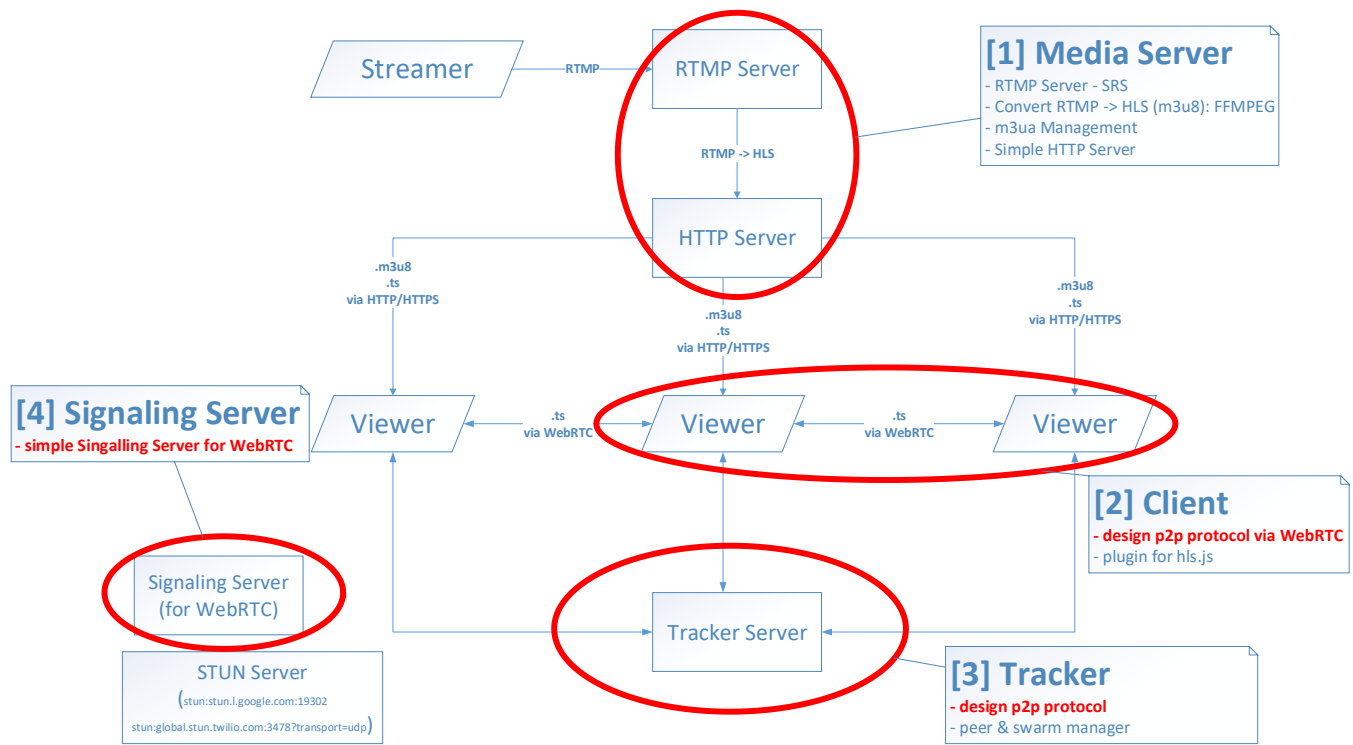 Streamer
RTMP
RTMP Server
[1] Media Server
- RTMP Server - SRS
- Convert RTMP -> HLS (m3u8): FFMPEG
- m3ua Management
- Simple HTTP Server
RTMP -> HLS
HTTP Server
.m3u8
.ts
via HTTP/HTTPS
.m3u8
.ts
via HTTP/HTTPS
.m3u8
.ts
via HTTP/HTTPS
[4] Signaling Server
- simple Singalling Server for WebRTC
Viewer
.ts
via WebRTC
Viewer
.ts
via WebRTC
Viewer
[2] Client
- design p2p protocol via WebRTC
- plugin for hls.js
Signaling Server
(for WebRTC)
Tracker Server
STUN Server
(stun:stun.l.google.com:19302
stun:global.stun.twilio.com:3478?transport=udp)
[3] Tracker
- design p2p protocol
- peer & swarm manager